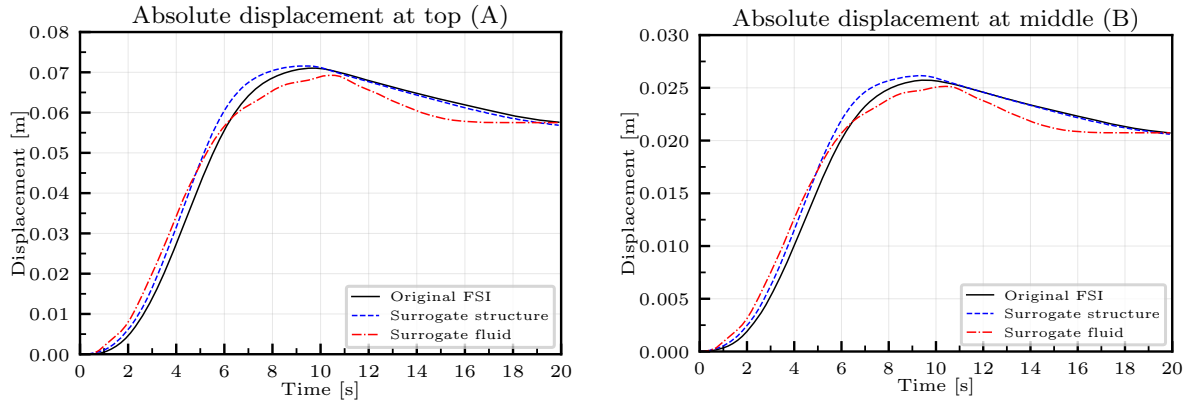 Absolute displacement at top (A)
0.08
0.07
0.06
0.05
0.04
0.03
0.02
0.01
0.00
Displacement [m]
0 2 4 6 8 10 12 14 16 18 20
Time [s]
Original FSI
Surrogate structure
Surrogate fluid
Absolute displacement at middle (B)
0.030
0.025
0.020
0.015
0.010
0.005
0.000
Displacement [m]
0 2 4 6 8 10 12 14 16 18 20
Time [s]
Original FSI
Surrogate structure
Surrogate fluid